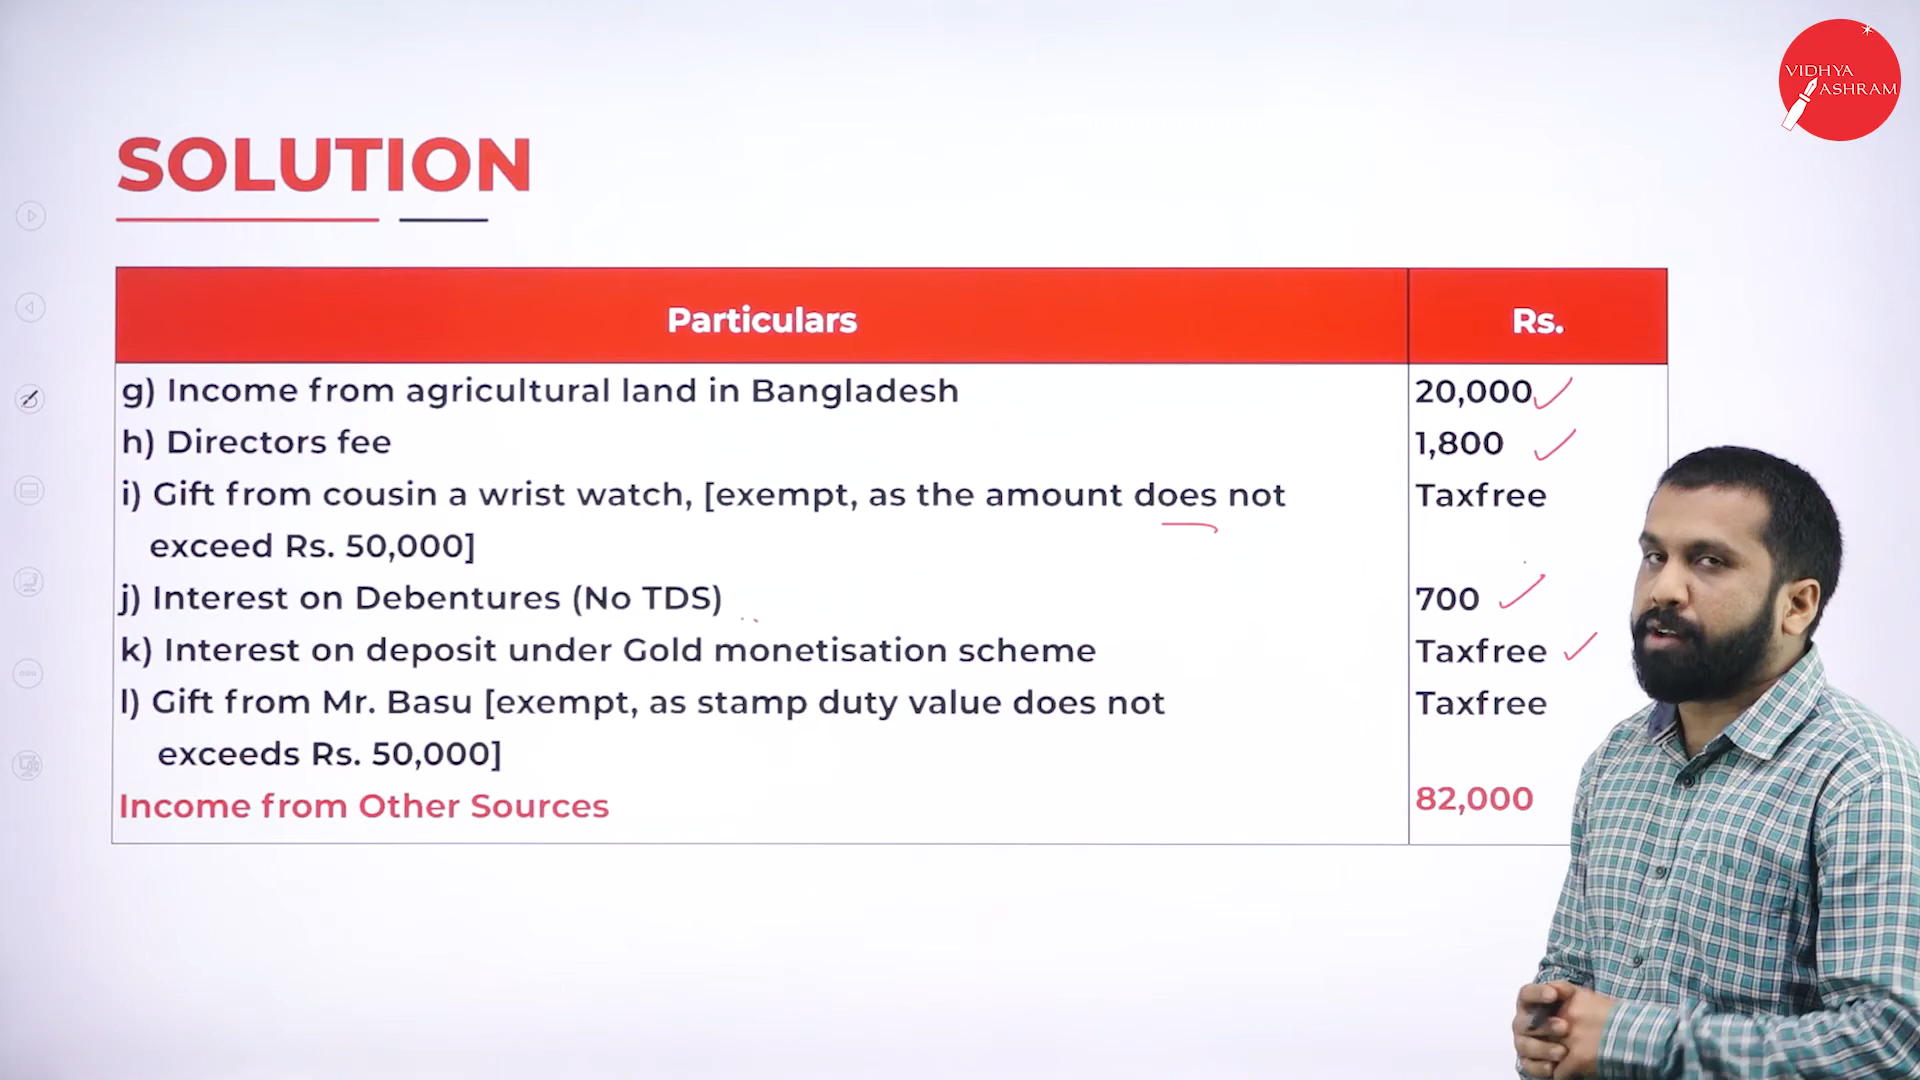 VIDHYA
ASHRAM
SOLUTION
Particulars
Rs.
g) Income from agricultural land in Bangladesh
20,000
h) Directors fee
1,800
i) Gift from cousin a wrist watch, [exempt, as the amount does not
Taxfree
exceed Rs. 50,000]
j) Interest on Debentures (No TDS)
700
k) Interest on deposit under Gold monetisation scheme
Taxfree
l) Gift from Mr. Basu [exempt, as stamp duty value does not
Taxfree
exceeds Rs. 50,000]
Income from Other Sources
82,000